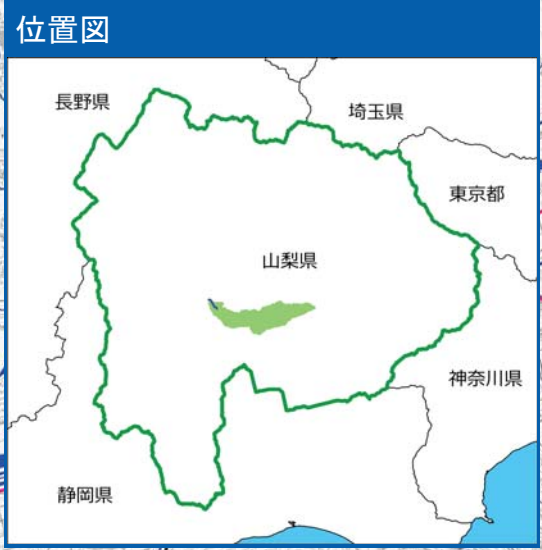 位置図
長野県
埼玉県
東京都
山梨県
神奈川県
静岡県